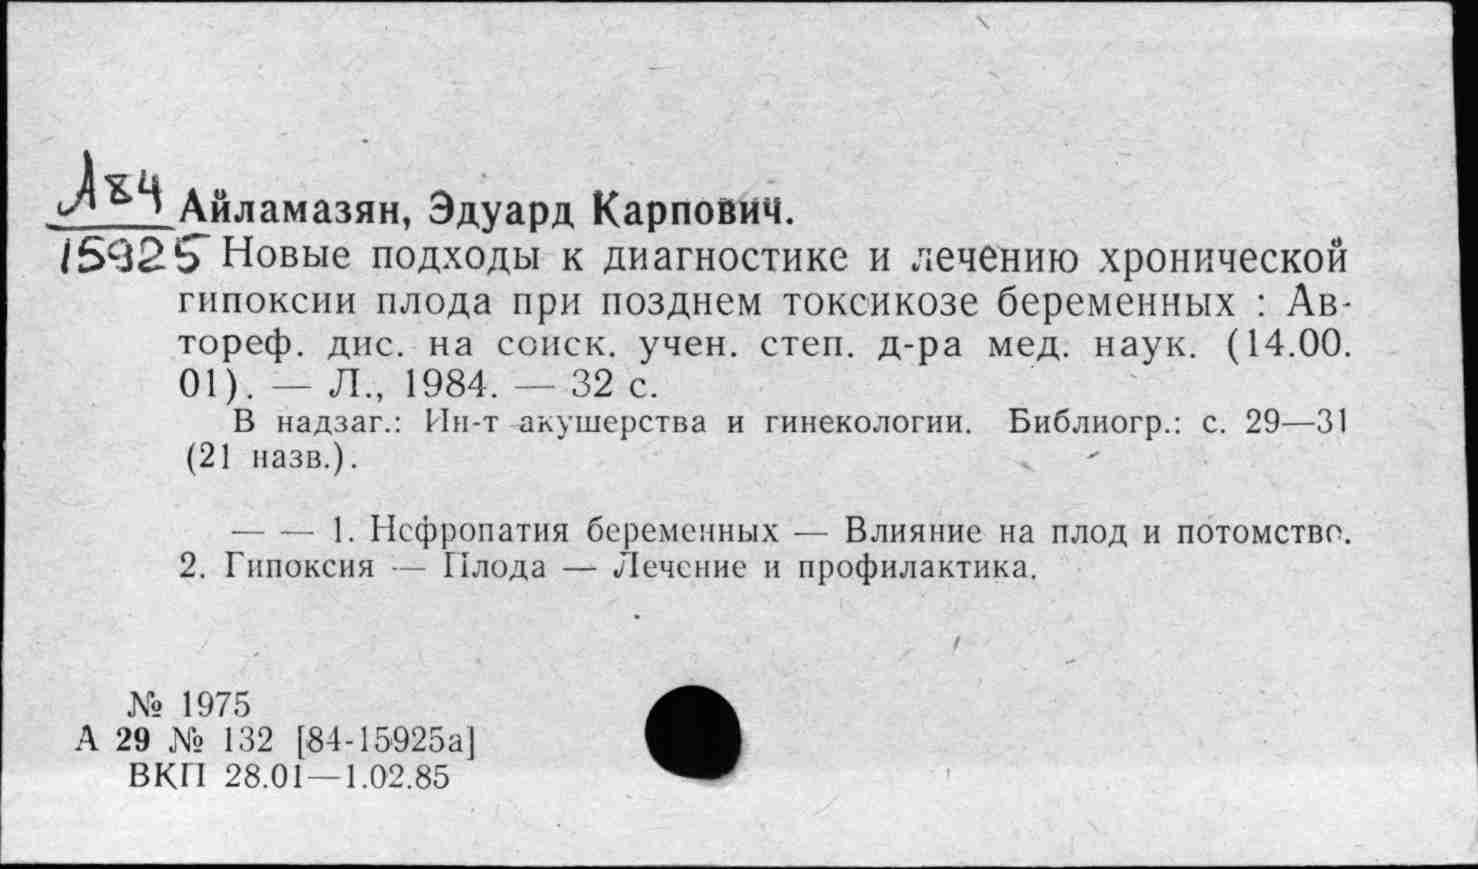 А84
15925
Айламазян, Эдуард Карпович.
Новые подходы к диагностике и лечению хронической
гипоксии плода при позднем токсикозе беременных : Ав-
тореф. дис. на соиск. учен. степ. д-ра мед. наук. (14.00.
01). — Л., 1984. — 32 с.
В надзаг.: Ин-т акушерства и гинекологии. Библиогр.: с. 29—31
(21 назв.).
— — 1. Нефропатия беременных — Влияние на плод и потомство.
2. Гипоксия — Плода — Лечение и профилактика.
№ 1975
А 29 № 132 [84-15925а]
ВКП 28.01—1.02.85